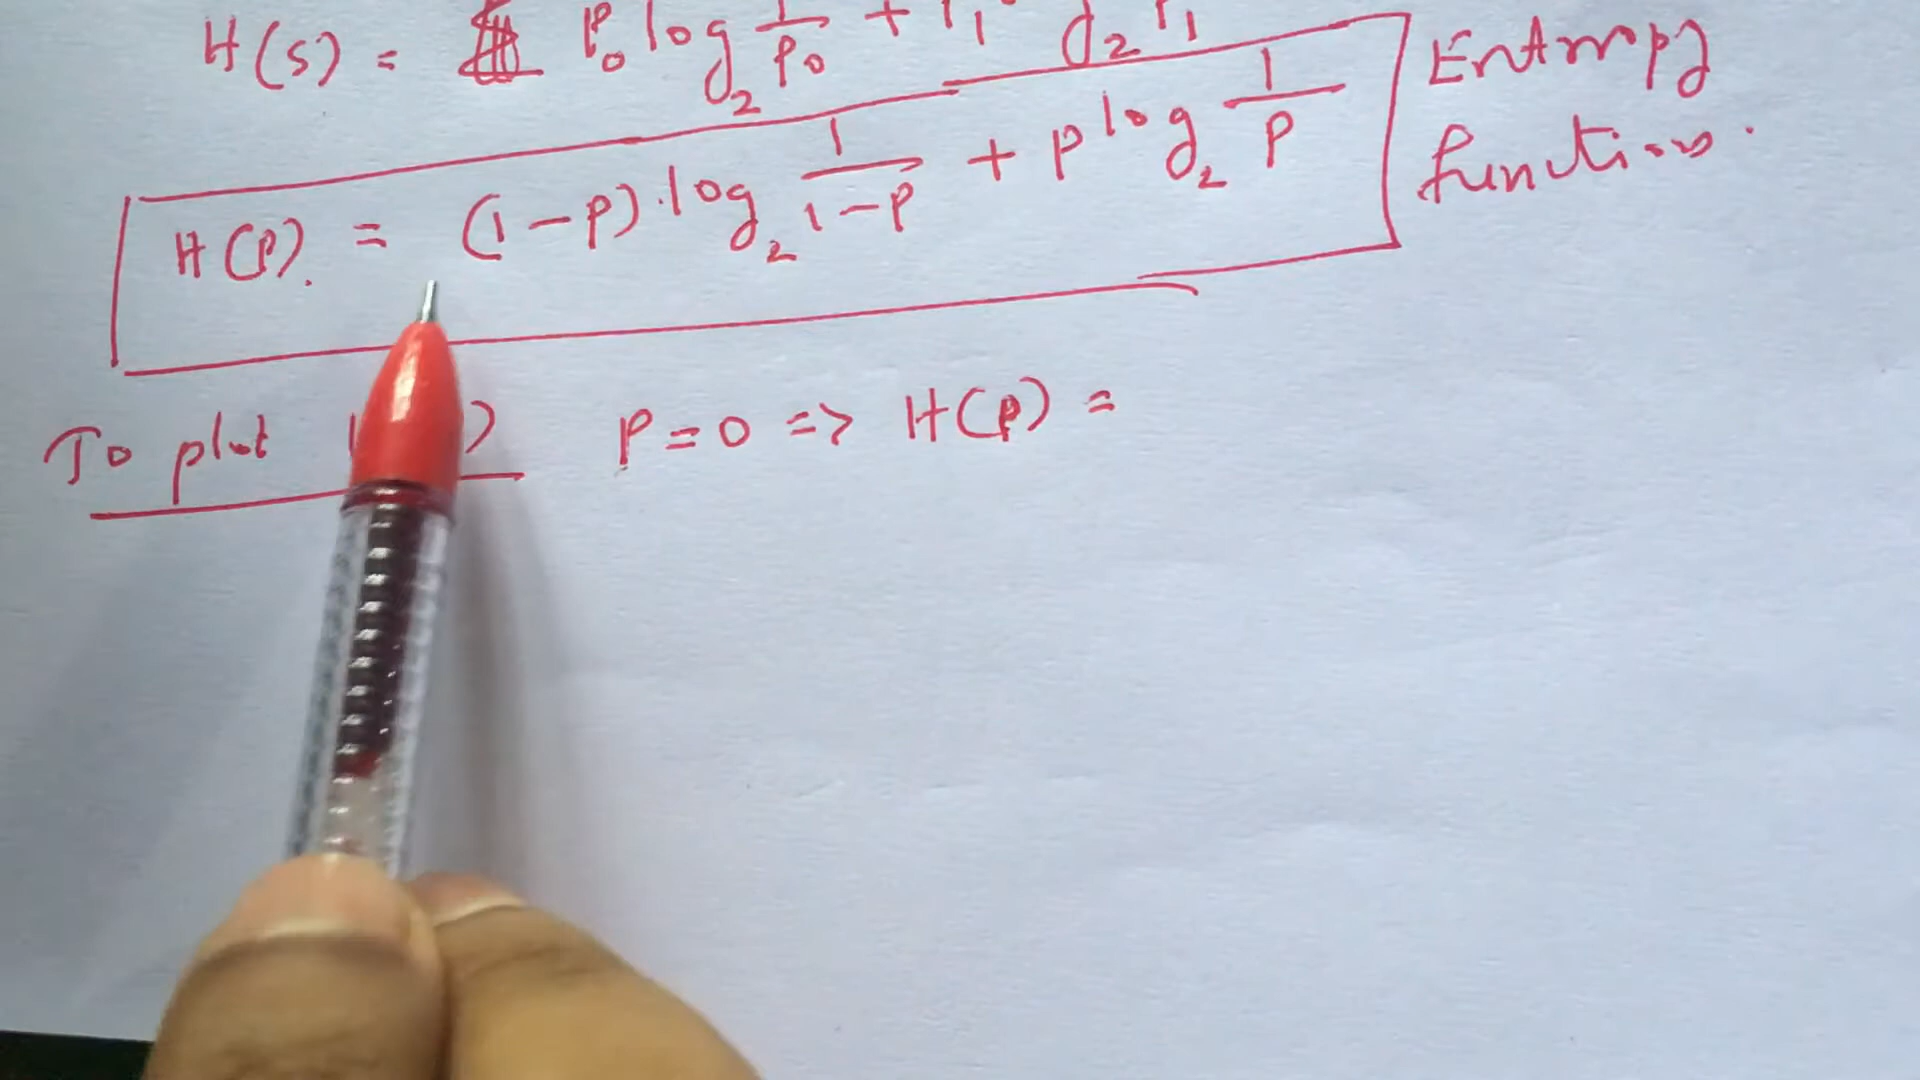 H(S) = P₀ log₂ 1/P₀ + P₁ log₂ 1/P₁
H(P) = (1-P) . log₂ 1/1-P + P log₂ 1/P
Entropy
function.
To plot P=0 => H(P) =